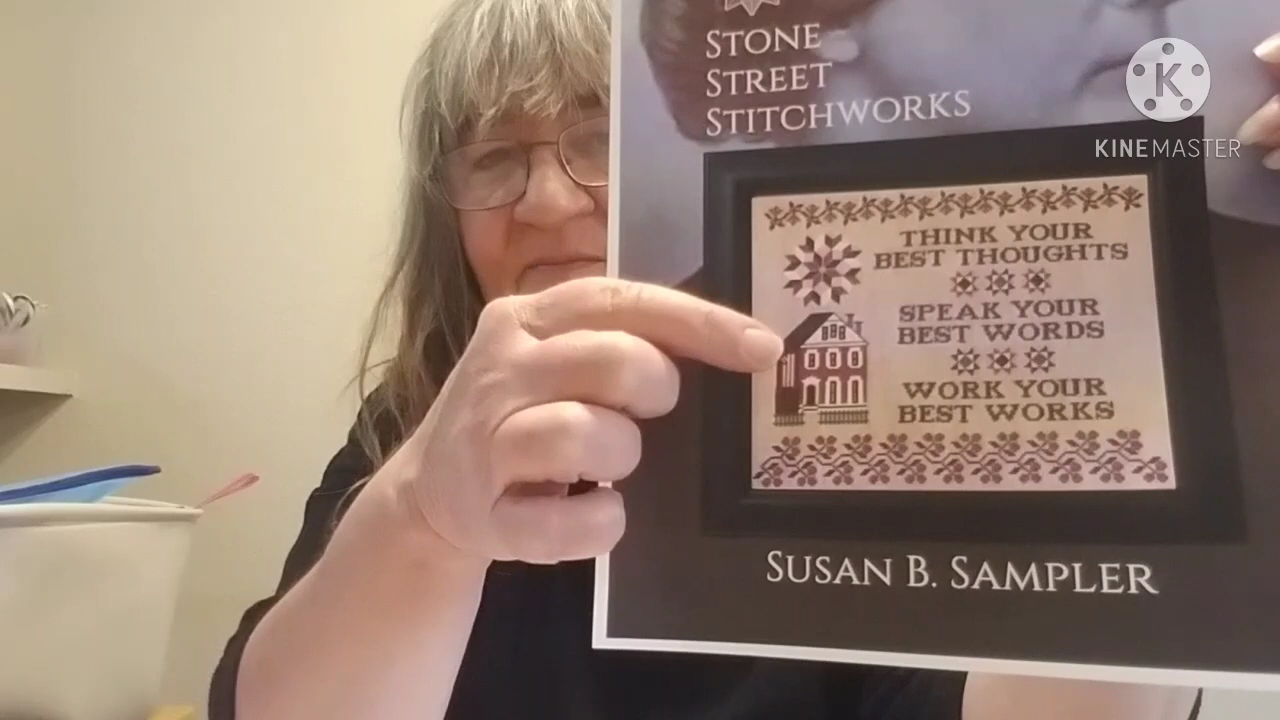 STONE
STREET
STITCHWORKS
KINEMASTER
THINK YOUR
BEST THOUGHTS
SPEAK YOUR
BEST WORDS
WORK YOUR
BEST WORKS
SUSAN B. SAMPLER